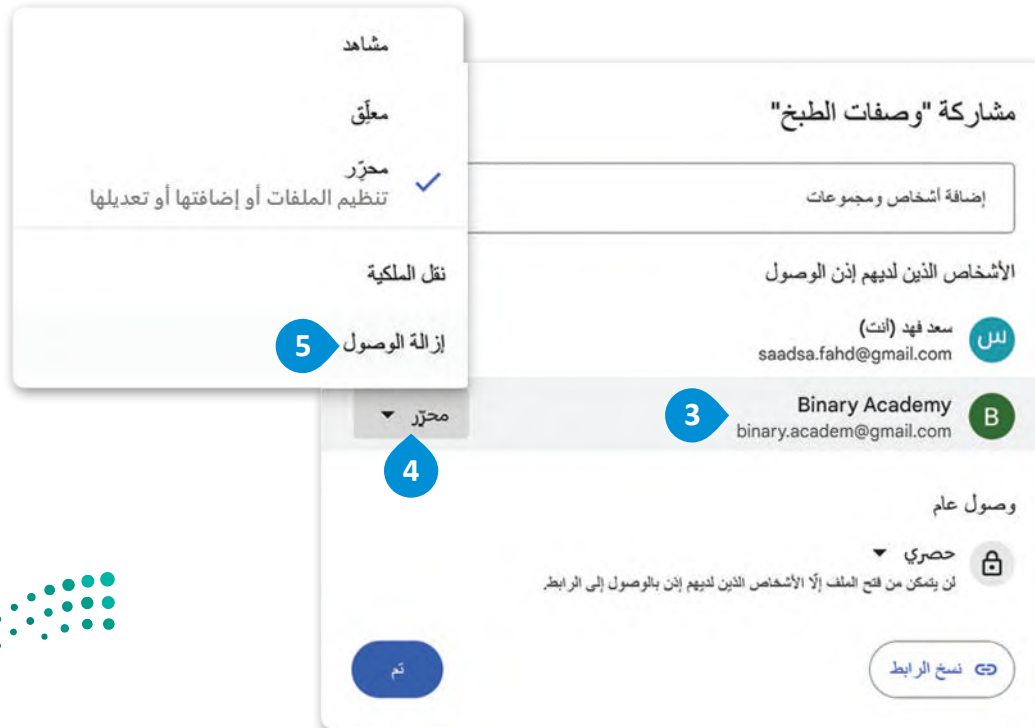 مشاهد
معلِّق
محرِّر
تنظيم الملفات أو إضافتها أو تعديلها
نقل الملكية
إزالة الوصول
5
مشاركة "وصفات الطبخ"
إضافة أشخاص ومجموعات
الأشخاص الذين لديهم إذن الوصول
س
سعد فهد (أنت)
saadsa.fahd@gmail.com
B
Binary Academy
binary.academ@gmail.com
3
محرّر
4
وصول عام
حصري
لن يتمكن من فتح الملف إلّا الأشخاص الذين لديهم إذن بالوصول إلى الرابط.
نسخ الرابط
تم